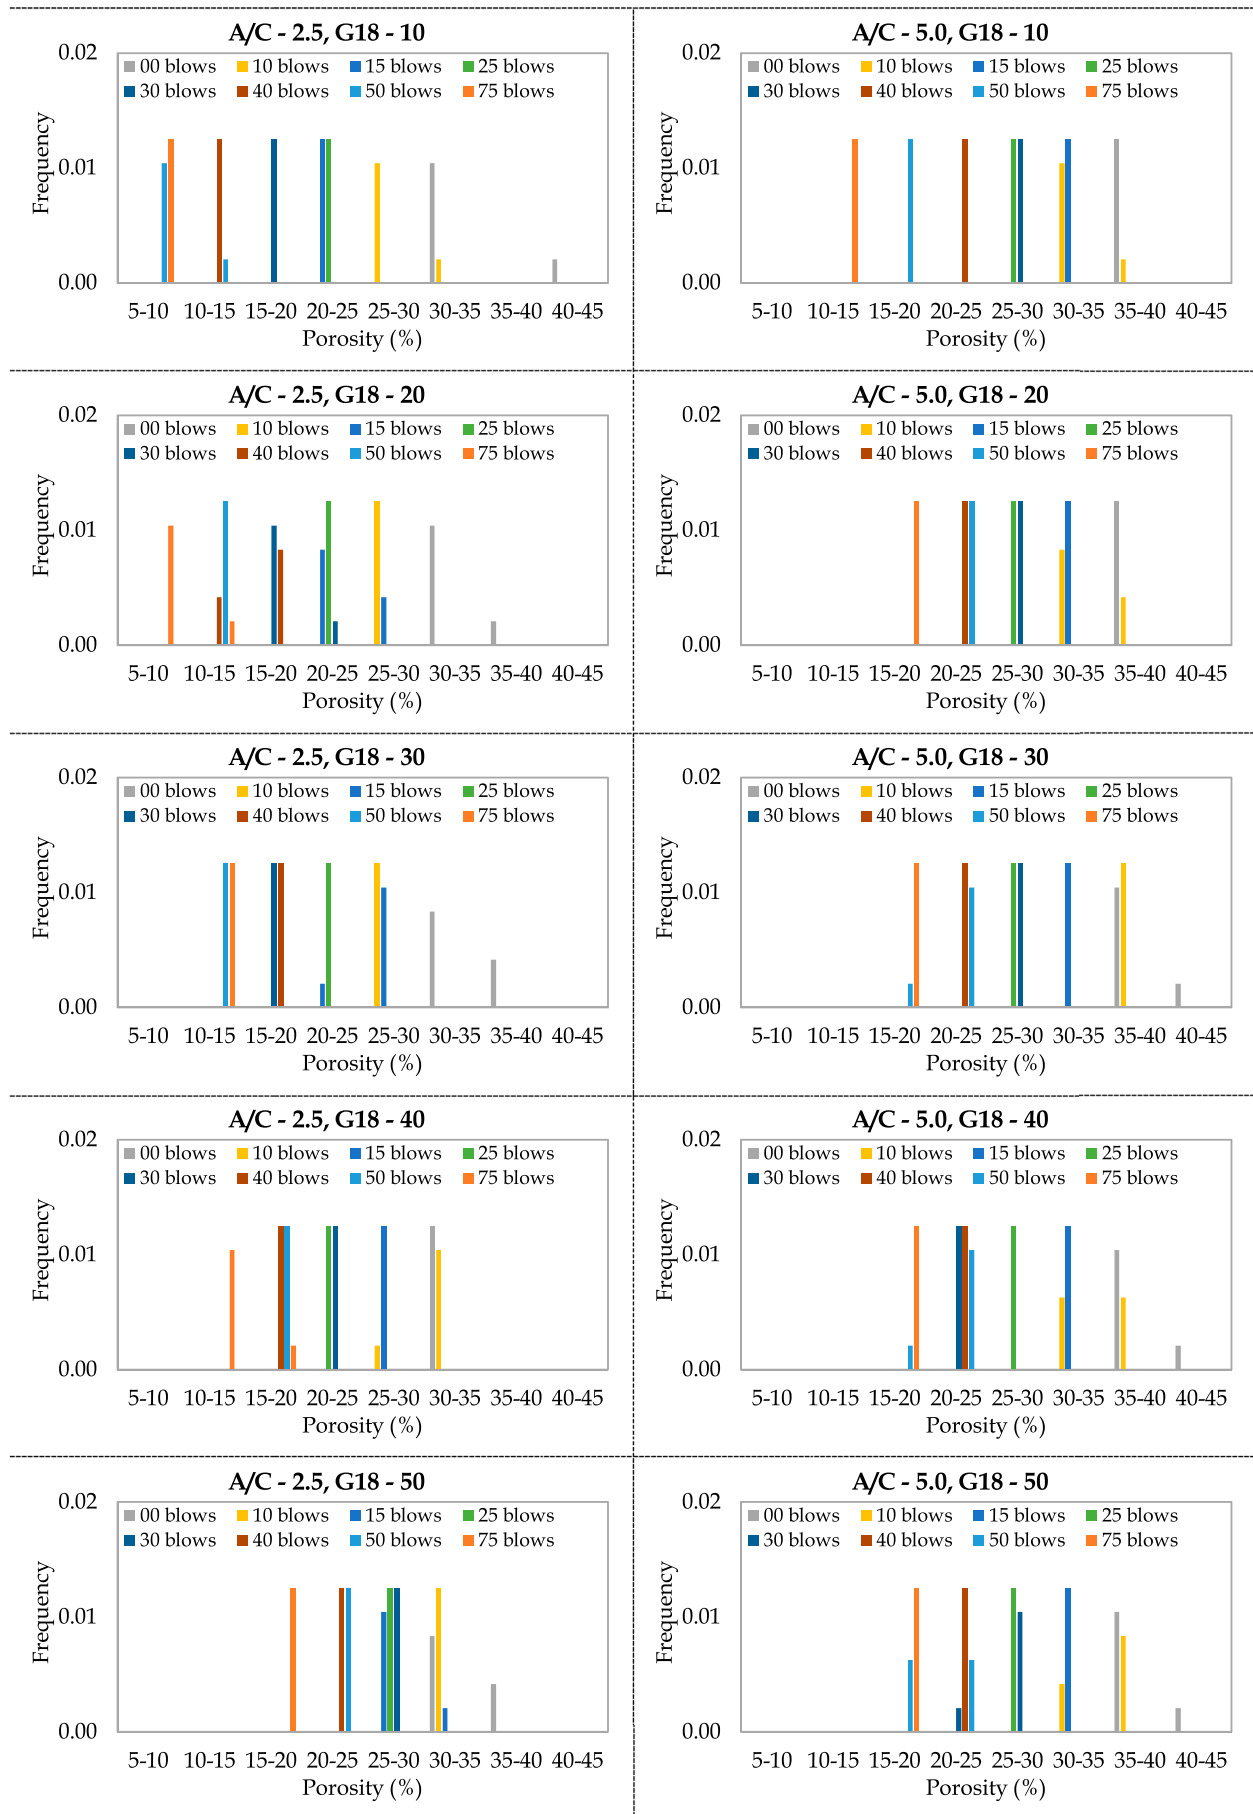 A/C - 2.5, G18 - 10
0.02
00 blows 10 blows 15 blows 25 blows
30 blows 40 blows 50 blows 75 blows
Frequency
0.01
0.00
5-10 10-15 15-20 20-25 25-30 30-35 35-40 40-45
Porosity (%)
A/C - 5.0, G18 - 10
0.02
00 blows 10 blows 15 blows 25 blows
30 blows 40 blows 50 blows 75 blows
Frequency
0.01
0.00
5-10 10-15 15-20 20-25 25-30 30-35 35-40 40-45
Porosity (%)
A/C - 2.5, G18 - 20
0.02
00 blows 10 blows 15 blows 25 blows
30 blows 40 blows 50 blows 75 blows
Frequency
0.01
0.00
5-10 10-15 15-20 20-25 25-30 30-35 35-40 40-45
Porosity (%)
A/C - 5.0, G18 - 20
0.02
00 blows 10 blows 15 blows 25 blows
30 blows 40 blows 50 blows 75 blows
Frequency
0.01
0.00
5-10 10-15 15-20 20-25 25-30 30-35 35-40 40-45
Porosity (%)
A/C - 2.5, G18 - 30
0.02
00 blows 10 blows 15 blows 25 blows
30 blows 40 blows 50 blows 75 blows
Frequency
0.01
0.00
5-10 10-15 15-20 20-25 25-30 30-35 35-40 40-45
Porosity (%)
A/C - 5.0, G18 - 30
0.02
00 blows 10 blows 15 blows 25 blows
30 blows 40 blows 50 blows 75 blows
Frequency
0.01
0.00
5-10 10-15 15-20 20-25 25-30 30-35 35-40 40-45
Porosity (%)
A/C - 2.5, G18 - 40
0.02
00 blows 10 blows 15 blows 25 blows
30 blows 40 blows 50 blows 75 blows
Frequency
0.01
0.00
5-10 10-15 15-20 20-25 25-30 30-35 35-40 40-45
Porosity (%)
A/C - 5.0, G18 - 40
0.02
00 blows 10 blows 15 blows 25 blows
30 blows 40 blows 50 blows 75 blows
Frequency
0.01
0.00
5-10 10-15 15-20 20-25 25-30 30-35 35-40 40-45
Porosity (%)
A/C - 2.5, G18 - 50
0.02
00 blows 10 blows 15 blows 25 blows
30 blows 40 blows 50 blows 75 blows
Frequency
0.01
0.00
5-10 10-15 15-20 20-25 25-30 30-35 35-40 40-45
Porosity (%)
A/C - 5.0, G18 - 50
0.02
00 blows 10 blows 15 blows 25 blows
30 blows 40 blows 50 blows 75 blows
Frequency
0.01
0.00
5-10 10-15 15-20 20-25 25-30 30-35 35-40 40-45
Porosity (%)